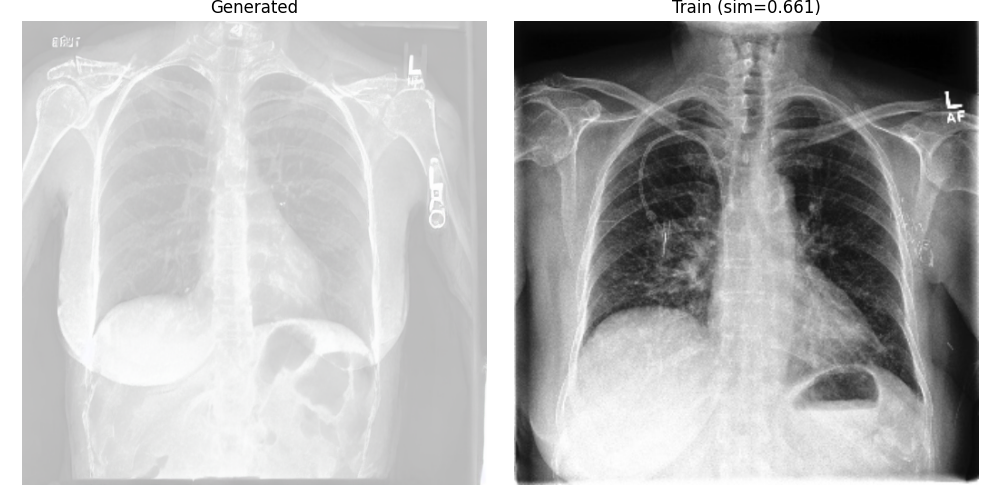 Generated
Train (sim=0.661)
L
L
AF